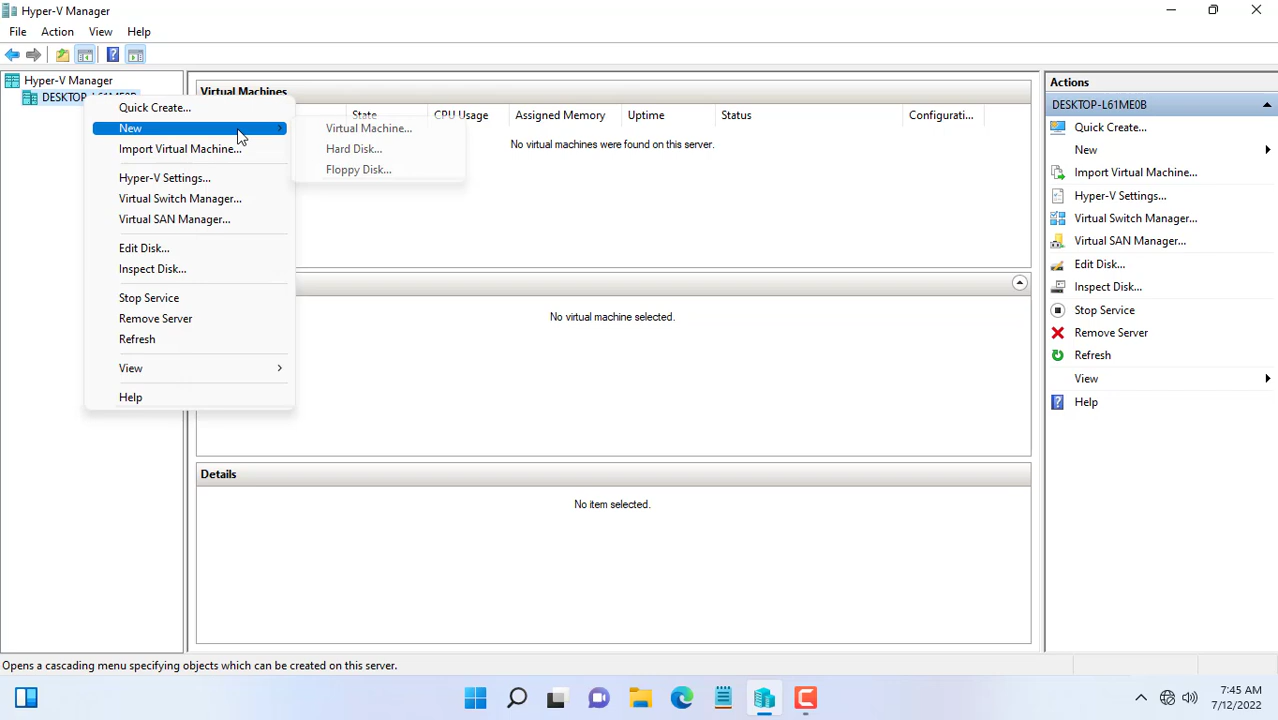 Hyper-V Manager
File Action View Help
Hyper-V Manager
DESKTOP-L61ME0B
Quick Create...
New
Import Virtual Machine...
Hyper-V Settings...
Virtual Switch Manager...
Virtual SAN Manager...
Edit Disk...
Inspect Disk...
Stop Service
Remove Server
Refresh
View
Help
Virtual Machine...
Hard Disk...
Floppy Disk...
Virtual Machines
State CPU Usage Assigned Memory Uptime Status Configurati...
No virtual machines were found on this server.
No virtual machine selected.
Details
No item selected.
Actions
DESKTOP-L61ME0B
Quick Create...
New
Import Virtual Machine...
Hyper-V Settings...
Virtual Switch Manager...
Virtual SAN Manager...
Edit Disk...
Inspect Disk...
Stop Service
Remove Server
Refresh
View
Help
Opens a cascading menu specifying objects which can be created on this server.
7:45 AM
7/12/2022